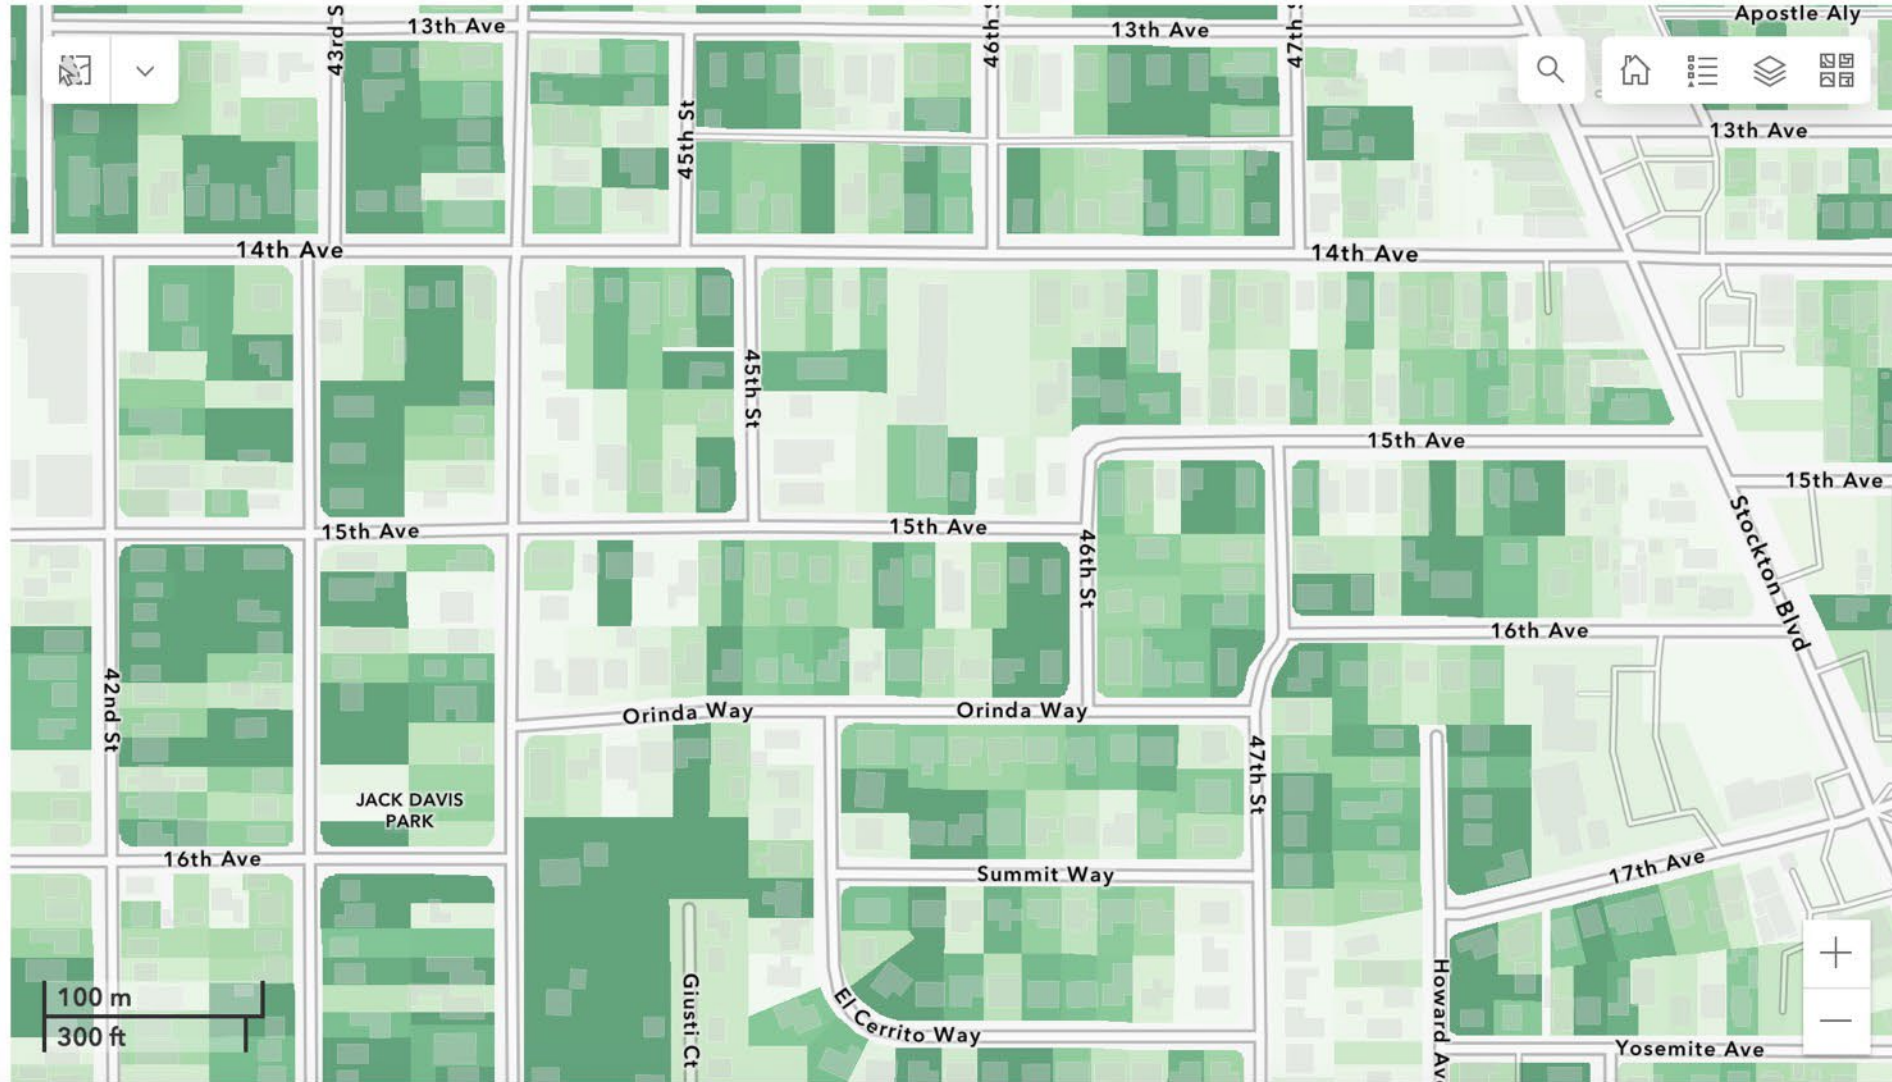 Apostle Aly
13th Ave
13th Ave
43rd S
46th S
47th S
13th Ave
45th St
14th Ave
14th Ave
45th St
15th Ave
15th Ave
15th Ave
15th Ave
Stockton Blvd
46th St
16th Ave
42nd St
Orinda Way
Orinda Way
47th St
JACK DAVIS
PARK
16th Ave
17th Ave
Summit Way
Giusti Ct
El Cerrito Way
Howard Ave
100 m
300 ft
Yosemite Ave